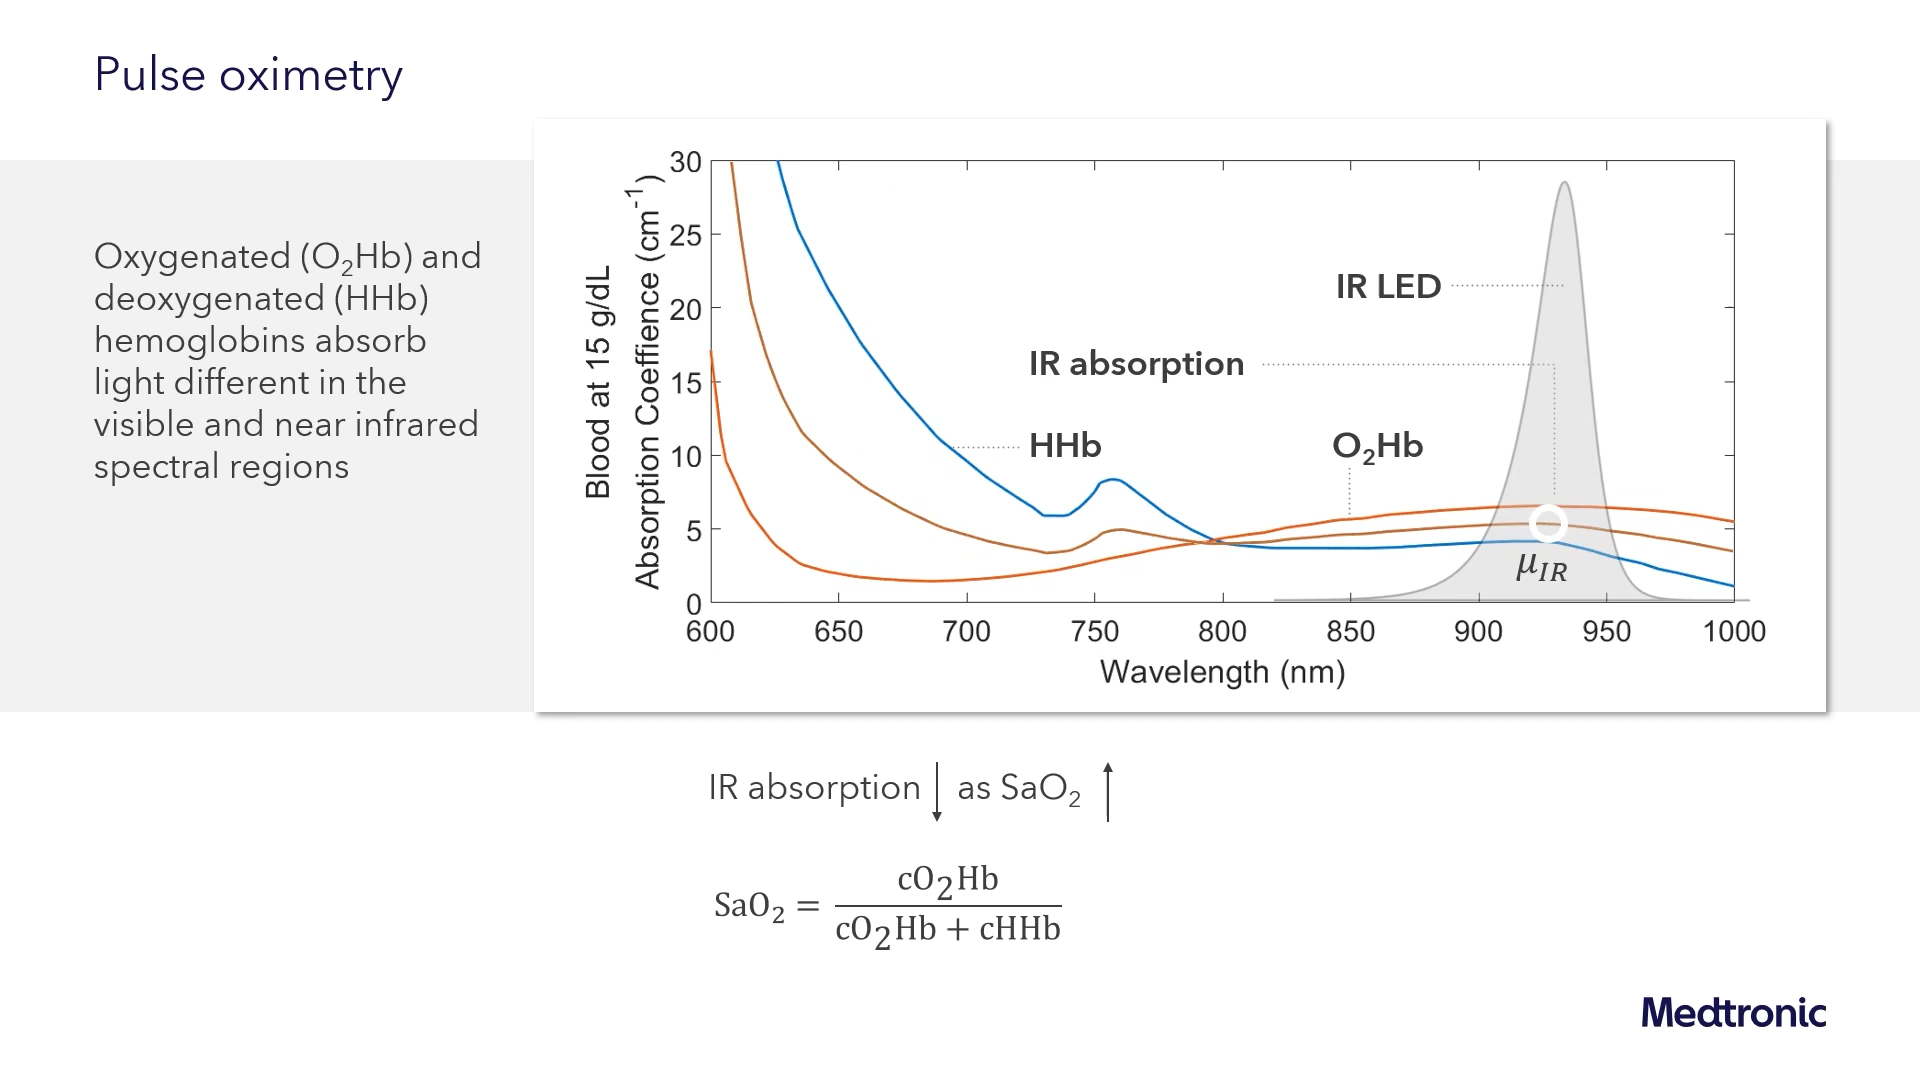 Pulse oximetry
Oxygenated (O₂Hb) and
deoxygenated (HHb)
hemoglobins absorb
light different in the
visible and near infrared
spectral regions
Blood at 15 g/dL
Absorption Coeffience (cm⁻¹)
30
25
20
15
10
5
0
IR LED
IR absorption
HHb
O₂Hb
μIR
600 650 700 750 800 850 900 950 1000
Wavelength (nm)
IR absorption ↓ as SaO₂ ↑
SaO₂ = cO₂Hb / cO₂Hb + cHHb
Medtronic